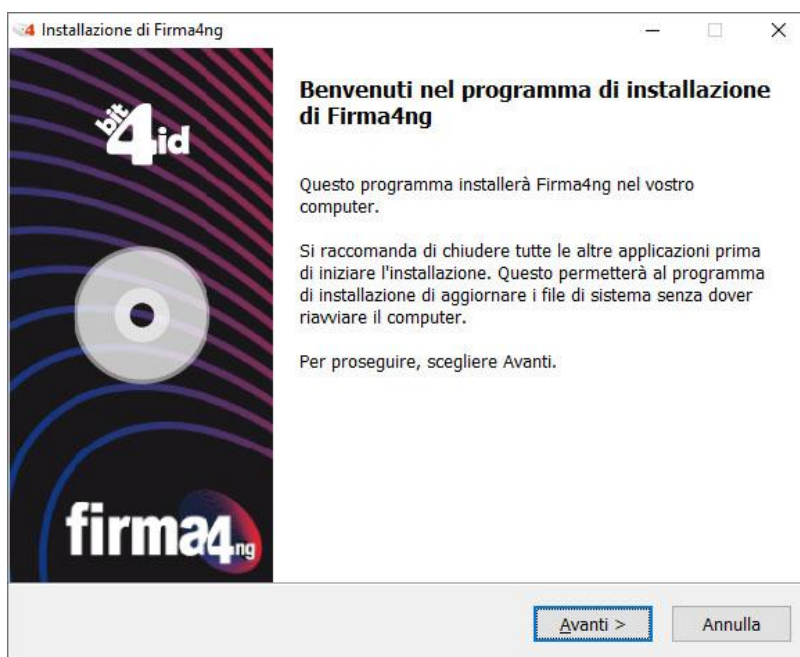 Installazione di Firma4ng
bit
4id
Benvenuti nel programma di installazione
di Firma4ng
Questo programma installerà Firma4ng nel vostro
computer.
Si raccomanda di chiudere tutte le altre applicazioni prima
di iniziare l'installazione. Questo permetterà al programma
di installazione di aggiornare i file di sistema senza dover
riavviare il computer.
Per proseguire, scegliere Avanti.
firma4ng
Avanti >
Annulla